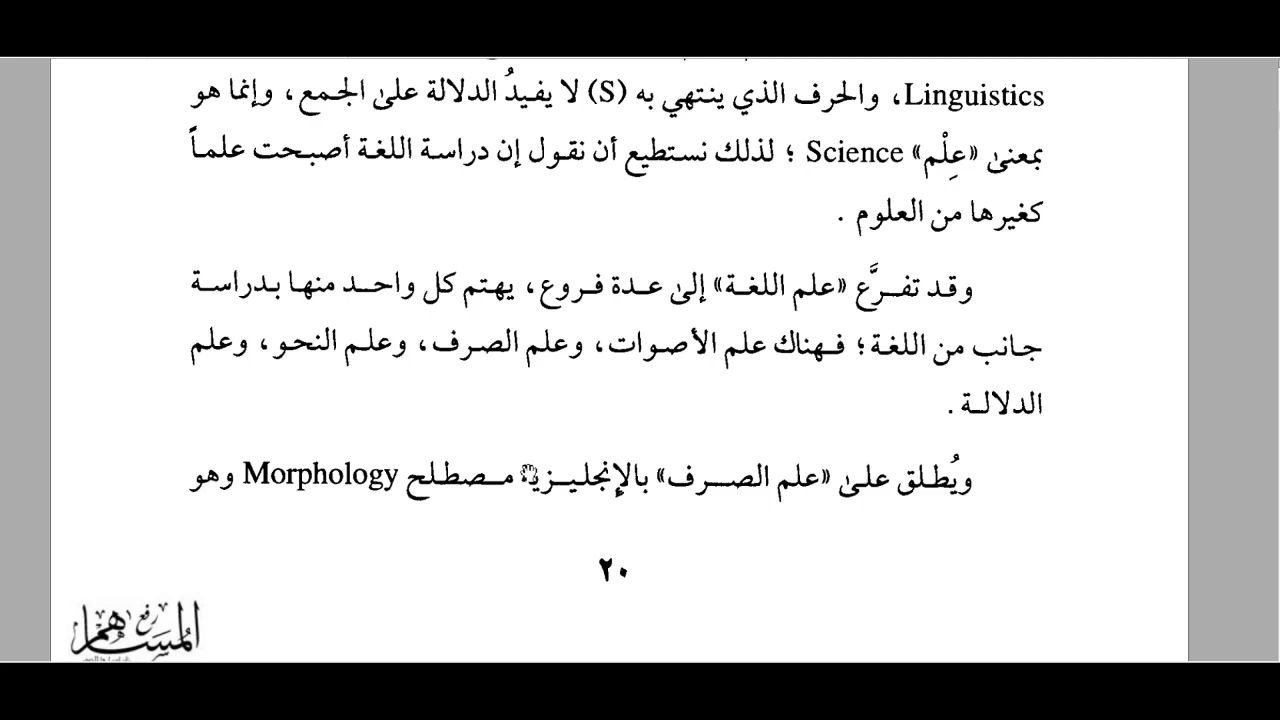 Linguistics، والحرف الذي ينتهي به (S) لا يفيدُ الدلالة على الجمع، وإنما هو
بمعنى «عِلْم» Science ؛ لذلك نستطيع أن نقول إن دراسة اللغة أصبحت علماً
كغيرها من العلوم .
وقد تفرَّع «علم اللغة» إلى عدة فروع، يهتم كل واحد منها بدراسة
جانب من اللغة؛ فهناك علم الأصوات، وعلم الصرف، وعلم النحو، وعلم
الدلالة .
ويُطلق على «علم الصرف» بالإنجليزية مصطلح Morphology وهو
٢٠
رفع
المساهم